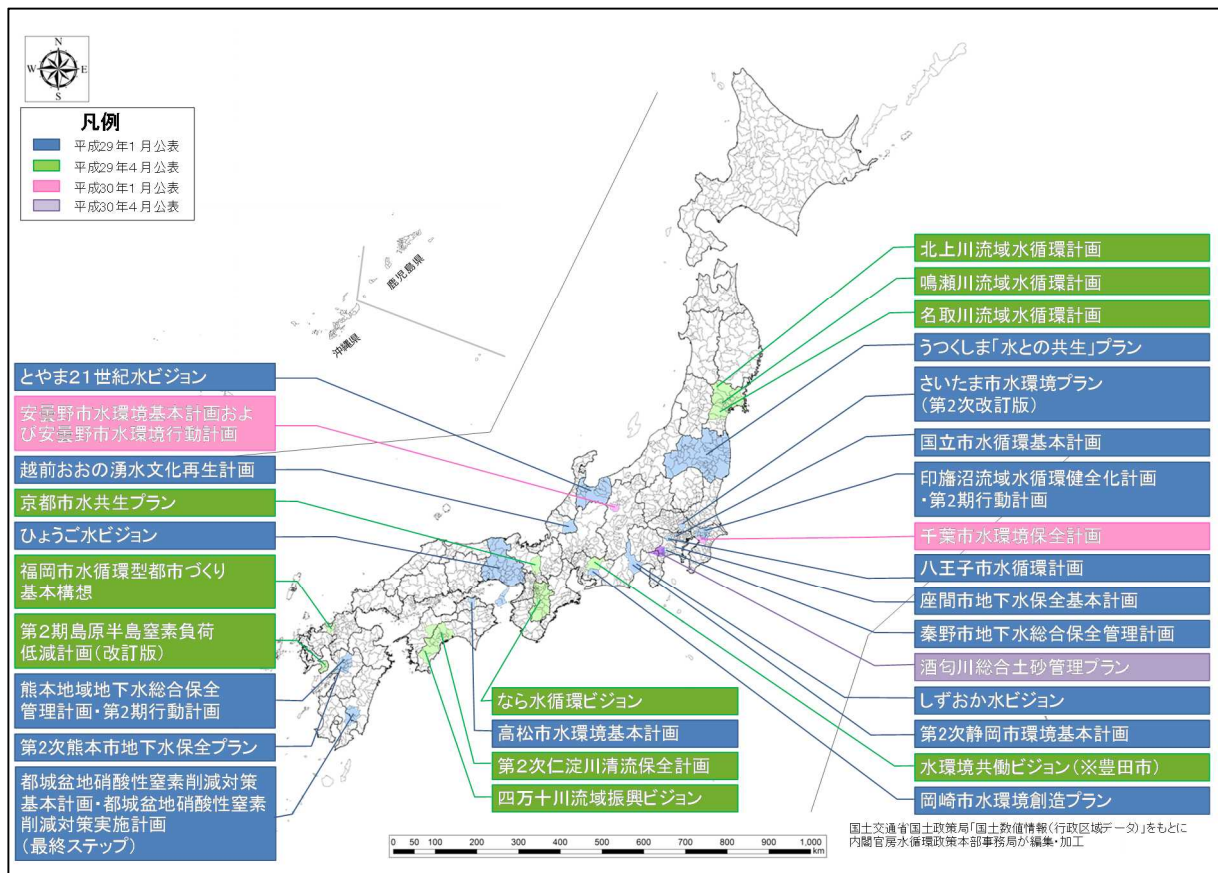 N
W
E
S
凡例
平成29年1月公表
平成29年4月公表
平成30年1月公表
平成30年4月公表
鹿児島県
沖縄県
とやま21世紀水ビジョン
安曇野市水環境基本計画およ
び安曇野市水環境行動計画
越前おおの湧水文化再生計画
京都市水共生プラン
ひょうご水ビジョン
福岡市水循環型都市づくり
基本構想
第2期島原半島窒素負荷
低減計画(改訂版)
熊本地域地下水総合保全
管理計画・第2期行動計画
第2次熊本市地下水保全プラン
都城盆地硝酸性窒素削減対策
基本計画・都城盆地硝酸性窒素
削減対策実施計画
(最終ステップ)
なら水循環ビジョン
高松市水環境基本計画
第2次仁淀川清流保全計画
四万十川流域振興ビジョン
北上川流域水循環計画
鳴瀬川流域水循環計画
名取川流域水循環計画
うつくしま「水との共生」プラン
さいたま市水環境プラン
(第2次改訂版)
国立市水循環基本計画
印旛沼流域水循環健全化計画
・第2期行動計画
千葉市水環境保全計画
八王子市水循環計画
座間市地下水保全基本計画
秦野市地下水総合保全管理計画
酒匂川総合土砂管理プラン
しずおか水ビジョン
第2次静岡市環境基本計画
水環境共働ビジョン(※豊田市)
岡崎市水環境創造プラン
0 50 100 200 300 400 500 600 700 800 900 1,000
km
国土交通省国土政策局「国土数値情報(行政区域データ)」をもとに
内閣官房水循環政策本部事務局が編集・加工